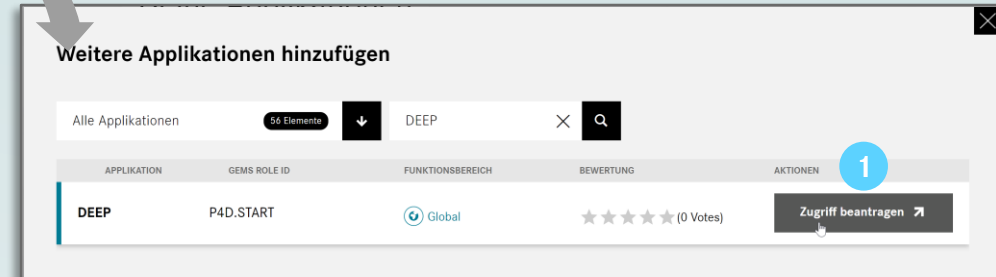 Weitere Applikationen hinzufügen
Alle Applikationen 56 Elemente DEEP
APPLIKATION GEMS ROLE ID FUNKTIONSBEREICH BEWERTUNG AKTIONEN 1
DEEP P4D.START Global (0 Votes) Zugriff beantragen